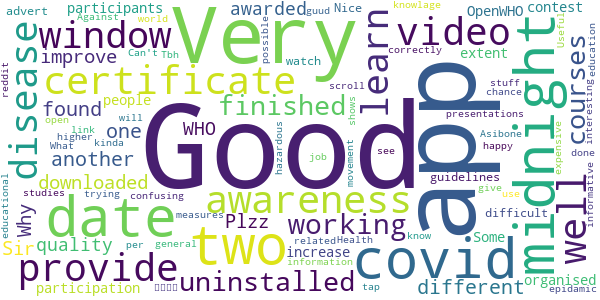 advert participants awarded Nice guud possible OpenWHO contest
Against world knowlage
window Very video
improve Can't Tbh watch extent
disease certificate learn app midnight courses
reddit found people finished scroll stuff chance
Useful interesting education
open will one WHO shows Good correctly presentations
link higher another What kinda hazardous movement job see Asibone done happy
downloaded awareness guidelines well expensive informative
educational studies trying confusing date Why Plzz working give use difficult
Sir quality measures per general two increase related Health know covid Some
information different organised
provide participation uninstalled tap epidamic